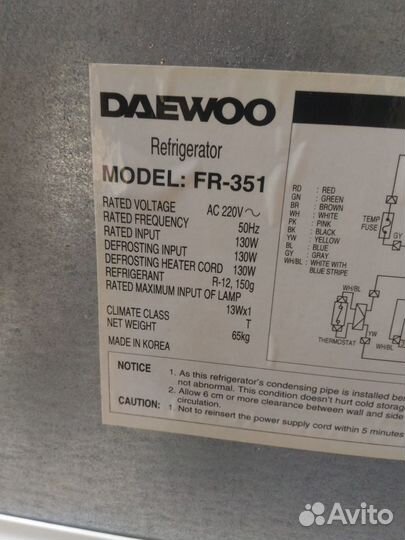 DAEWOO
Refrigerator
MODEL: FR-351
RATED VOLTAGE AC 220V~
RATED FREQUENCY 50Hz
RATED INPUT 130W
DEFROSTING INPUT 130W
DEFROSTING HEATER CORD 130W
REFRIGERANT R-12, 150g
RATED MAXIMUM INPUT OF LAMP
13Wx1
CLIMATE CLASS T
NET WEIGHT 65kg
MADE IN KOREA
RD : RED
GN : GREEN
BR : BROWN
WH : WHITE
PK : PINK
BK : BLACK
YW : YELLOW
BL : BLUE
GY : GRAY
WH/BL : WHITE WITH
BLUE STRIPE
TEMP
FUSE
GY
WH/BL
YW
THERMOSTAT
WH/BL
NOTICE
1. As this refrigerator's condensing pipe is installed
not abnormal. This condition doesn't hurt cold
2. Allow 6 cm or more clearance between wall and side
circulation.
CAUTION:
1. Not to reinsert the power supply cord within 5 minutes
Avito